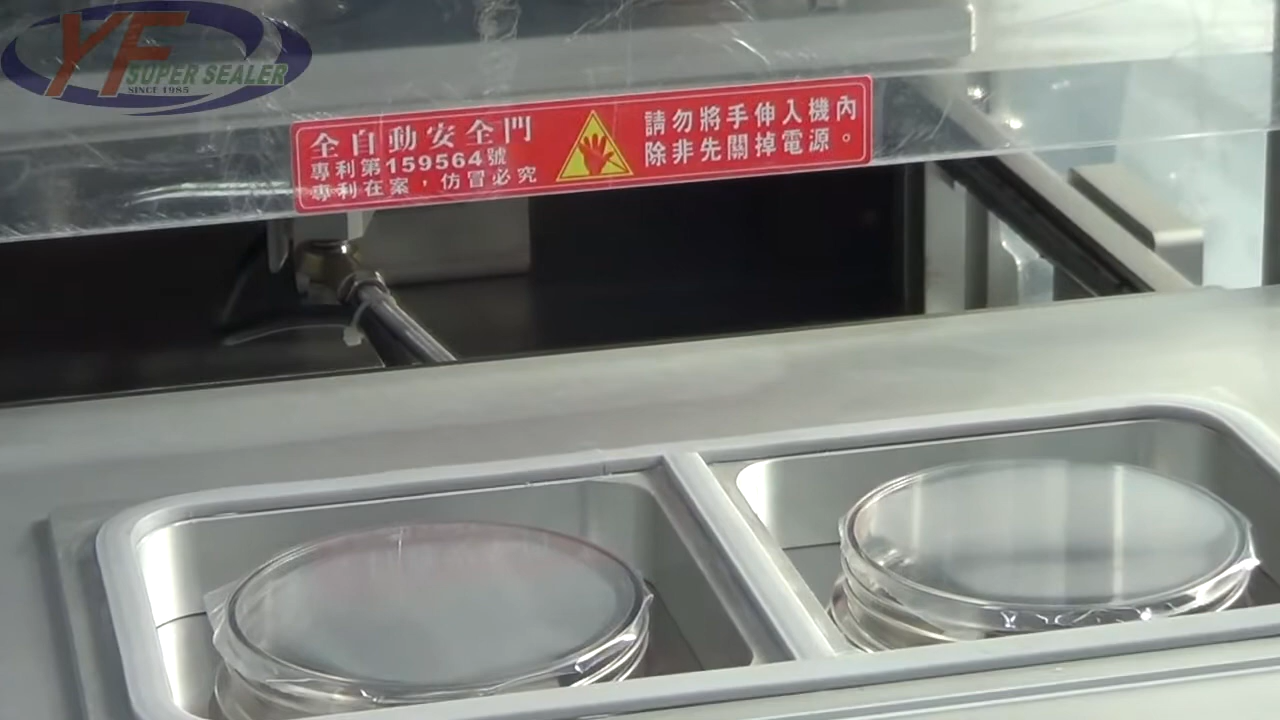 YF
SUPER SEALER
SINCE 1985
全自動安全門
專利第159564號
專利在案，仿冒必究
請勿將手伸入機內
除非先關掉電源。